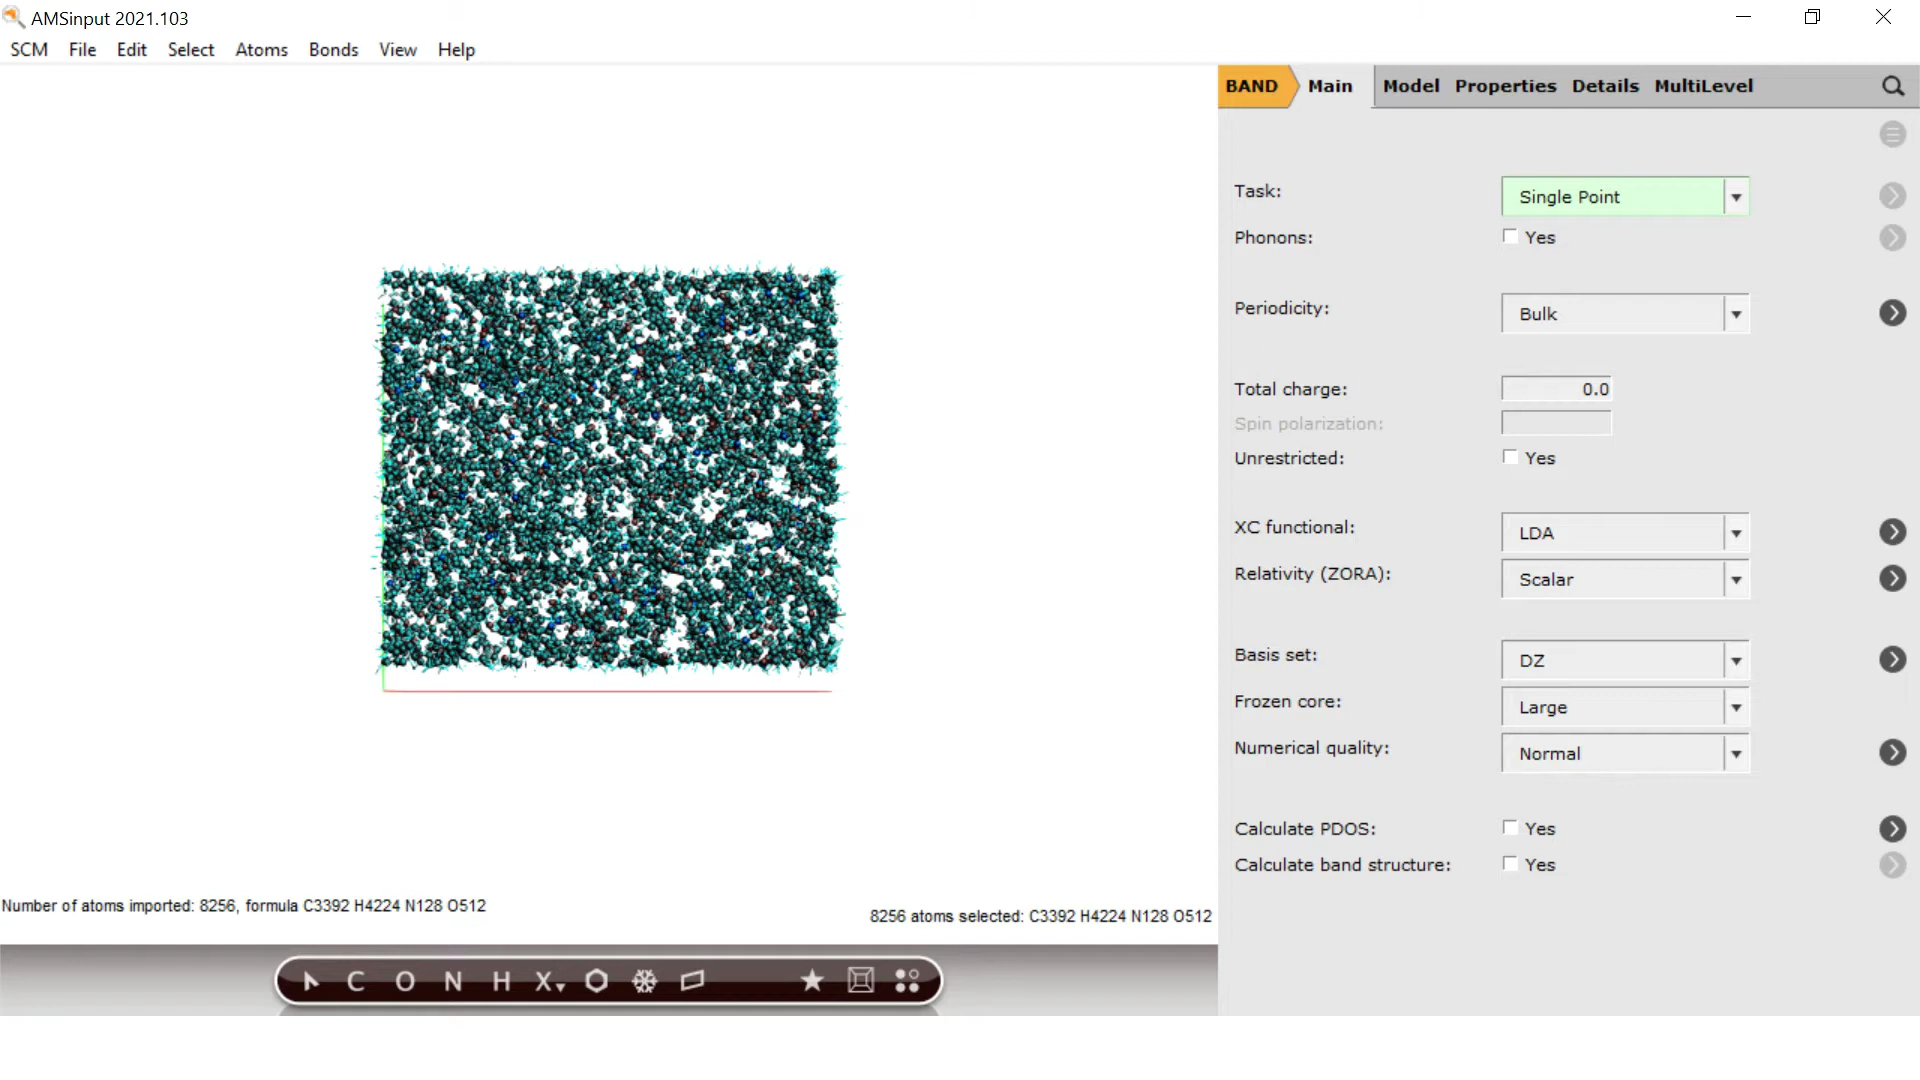 AMSinput 2021.103
SCM File Edit Select Atoms Bonds View Help
BAND Main Model Properties Details MultiLevel
Task: Single Point
Phonons: Yes
Periodicity: Bulk
Total charge: 0.0
Spin polarization:
Unrestricted: Yes
XC functional: LDA
Relativity (ZORA): Scalar
Basis set: DZ
Frozen core: Large
Numerical quality: Normal
Calculate PDOS: Yes
Calculate band structure: Yes
Number of atoms imported: 8256, formula C3392 H4224 N128 O512
8256 atoms selected: C3392 H4224 N128 O512
C O N H X